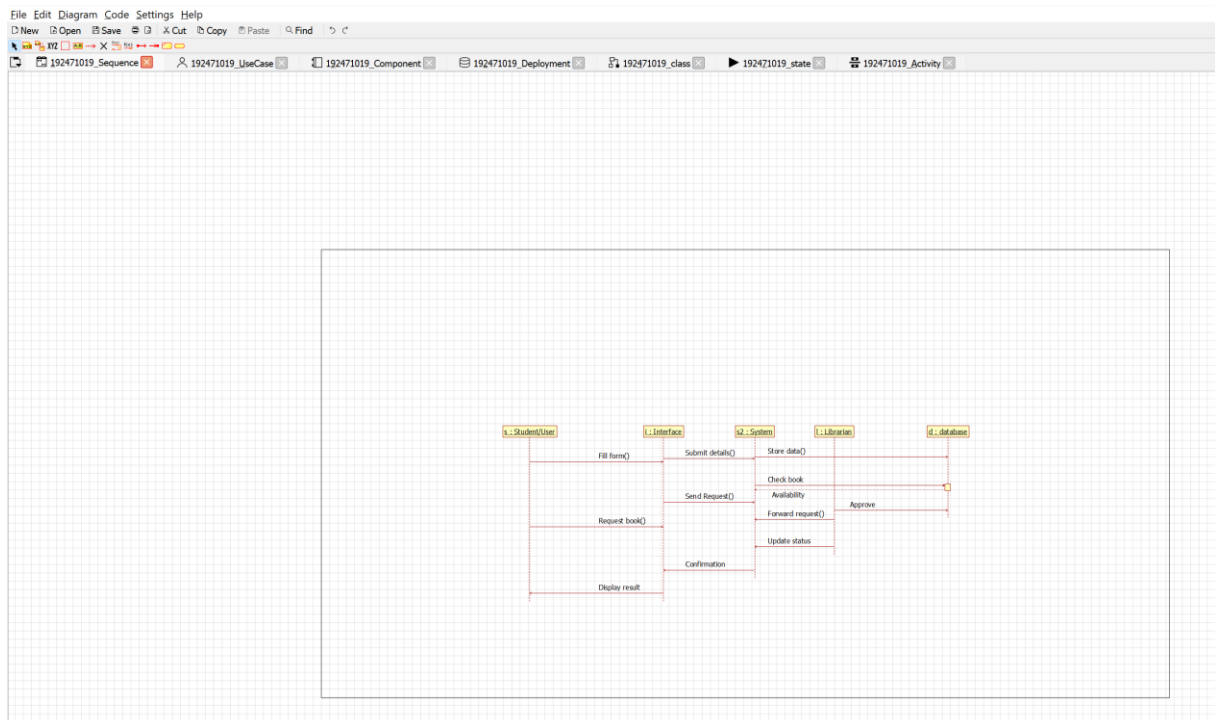 File Edit Diagram Code Settings Help
New Open Save Cut Copy Paste Find
XYZ
192471019_Sequence 192471019_UseCase 192471019_Component 192471019_Deployment 192471019_class 192471019_state 192471019_Activity
s : Student/User i : Interface s2 : System l : Librarian d : database
Fill form() Submit details() Store data()
Check book
Send Request() Availability
Approve
Forward request()
Request book()
Update status
Confirmation
Display result